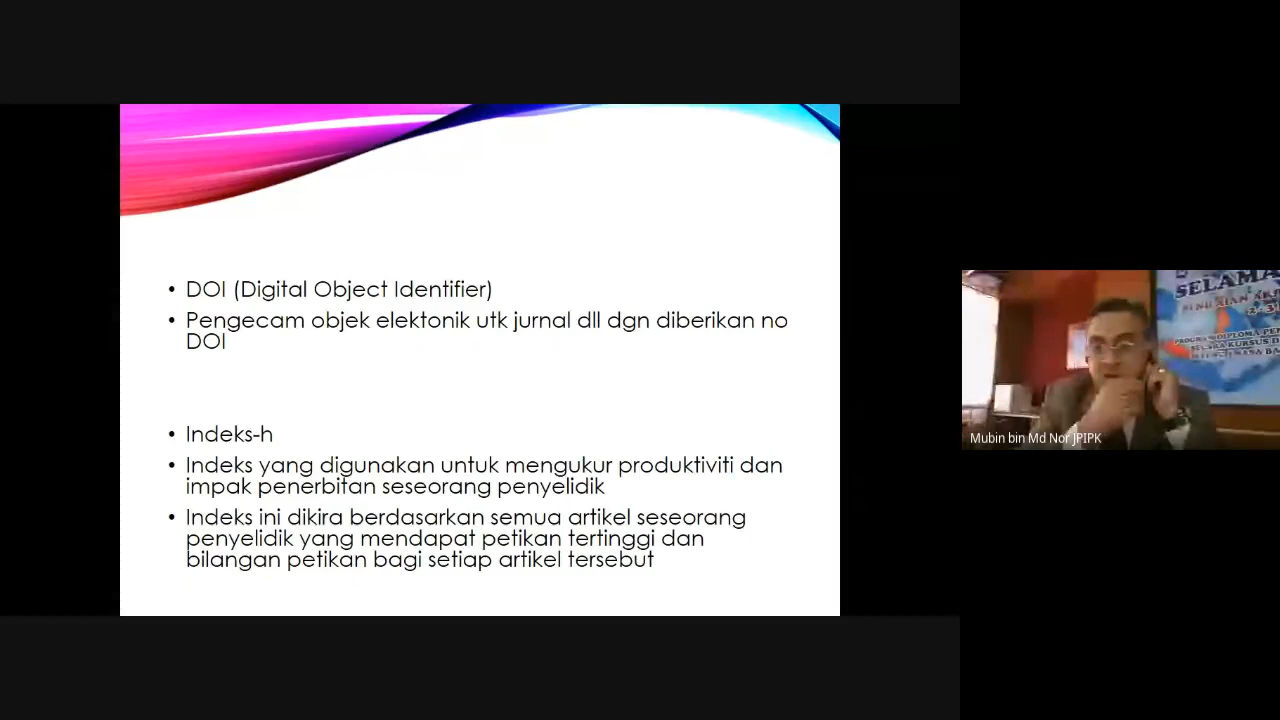 • DOI (Digital Object Identifier)
• Pengecam objek elektonik utk jurnal dll dgn diberikan no
DOI
• Indeks-h
• Indeks yang digunakan untuk mengukur produktiviti dan
impak penerbitan seseorang penyelidik
• Indeks ini dikira berdasarkan semua artikel seseorang
penyelidik yang mendapat petikan tertinggi dan
bilangan petikan bagi setiap artikel tersebut
SELAMA
Mubin bin Md Nor JPIPK